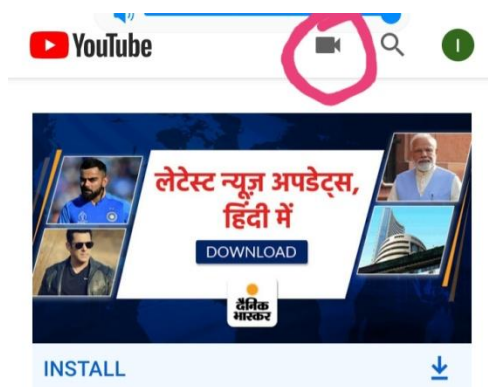 YouTube
I
लेटेस्ट न्यूज़ अपडेट्स,
हिंदी में
DOWNLOAD
दैनिक
भास्कर
INSTALL